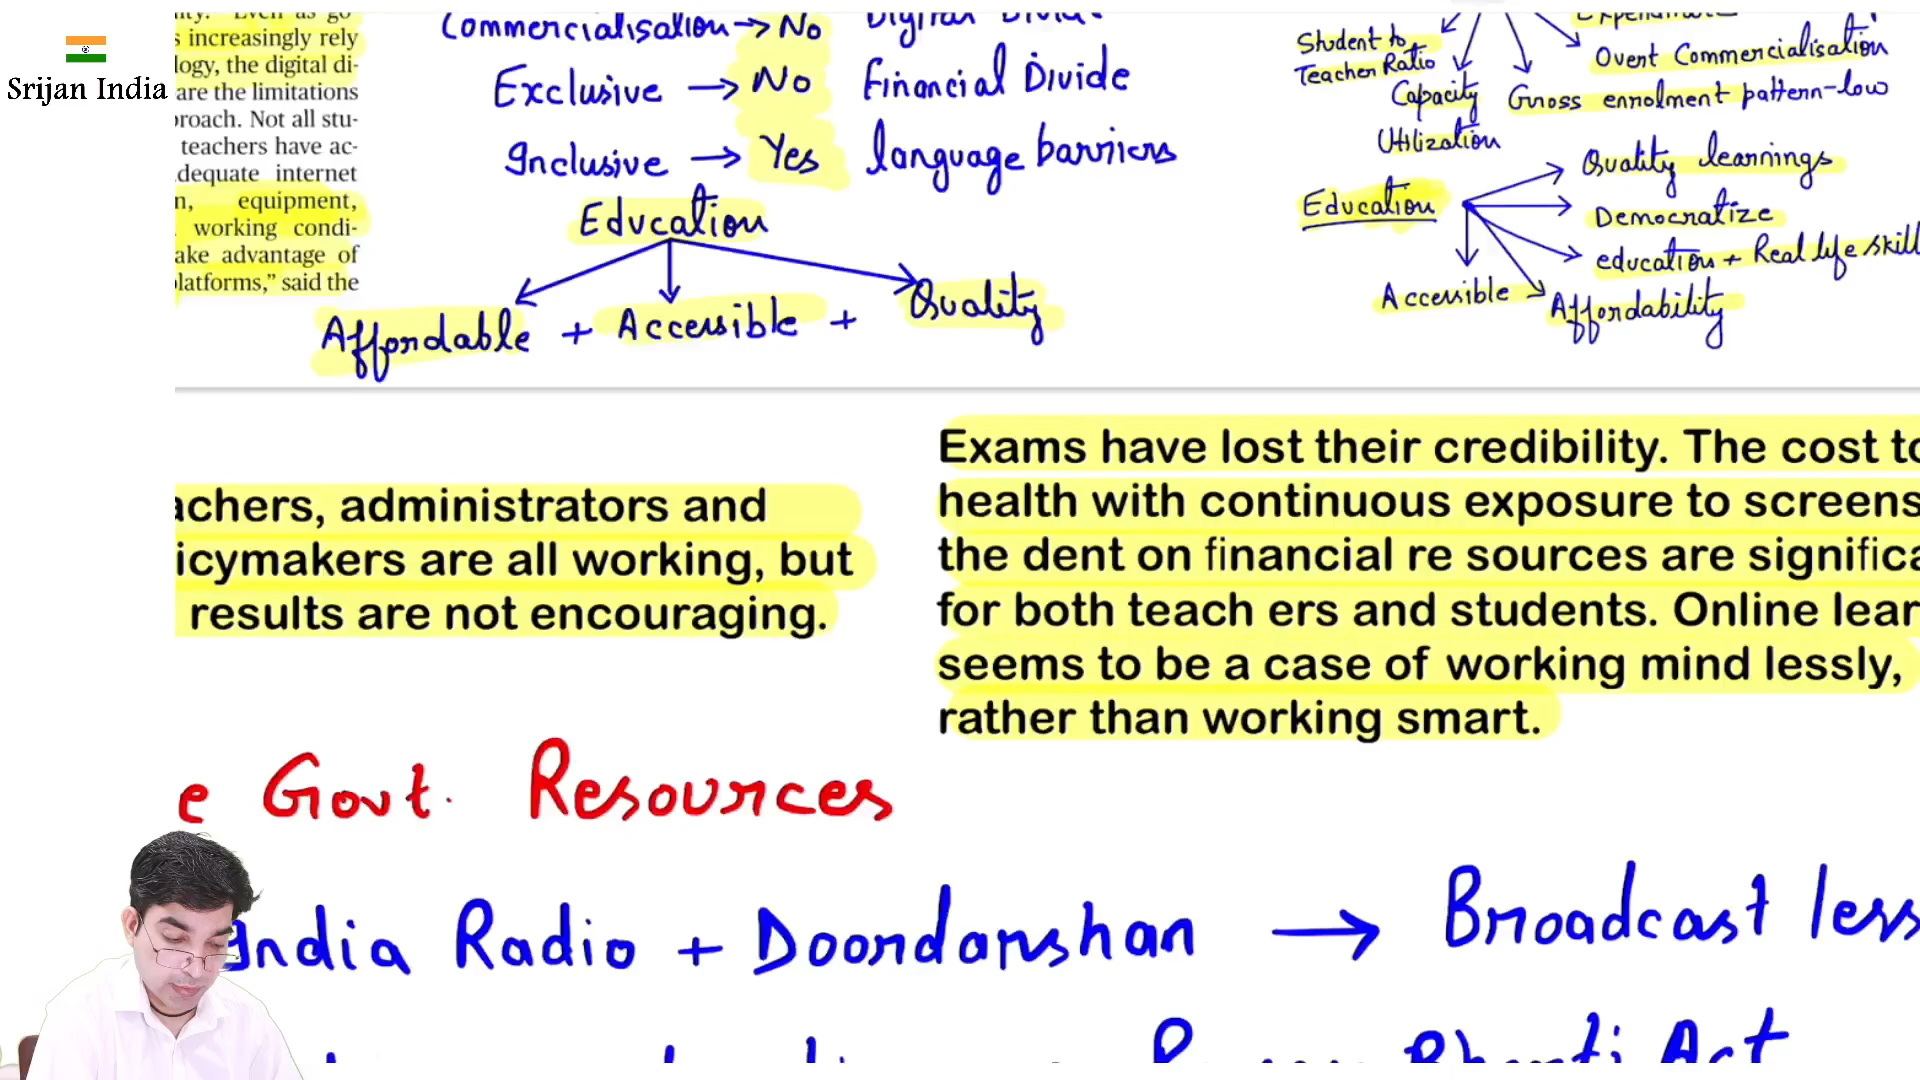 Srijan India
increasingly rely
logy, the digital di-
are the limitations
roach. Not all stu-
teachers have ac-
dequate internet
n, equipment,
working condi-
ake advantage of
latforms,” said the
Commercialisation → No
Exclusive → No
Inclusive → Yes
Digital Divide
Financial Divide
language barriers
Education
Affordable + Accessible + Quality
Student to
Teacher Ratio
Capacity
Utilization
Overt Commercialisation
Gross enrolment pattern-low
Education
Quality learnings
Democratize
education + Real life skill
Accessible
Affordability
achers, administrators and
icymakers are all working, but
results are not encouraging.
Exams have lost their credibility. The cost to
health with continuous exposure to screens
the dent on financial re sources are significa
for both teach ers and students. Online lear
seems to be a case of working mind lessly,
rather than working smart.
e Govt. Resources
India Radio + Doordarshan → Broadcast less
Act